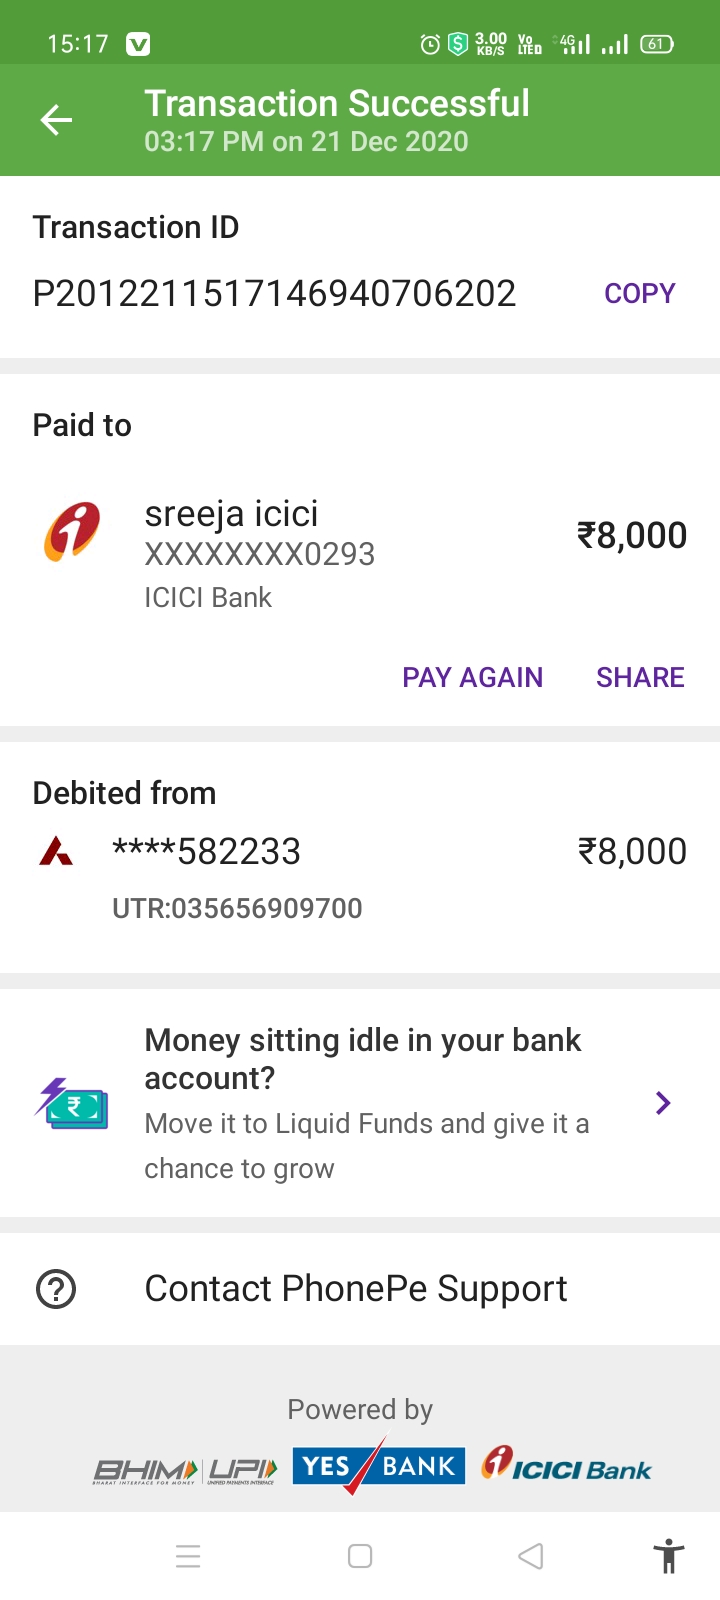 15:17
3.00 KB/S Vo LTED 4G 61
Transaction Successful
03:17 PM on 21 Dec 2020
Transaction ID
P2012211517146940706202 COPY
Paid to
sreeja icici
XXXXXXXX0293
₹8,000
ICICI Bank
PAY AGAIN SHARE
Debited from
****582233 ₹8,000
UTR:035656909700
Money sitting idle in your bank
account?
Move it to Liquid Funds and give it a
chance to grow
Contact PhonePe Support
Powered by
BHIM UPI YES BANK ICICI Bank
BHARAT INTERFACE FOR MONEY UNIFIED PAYMENTS INTERFACE